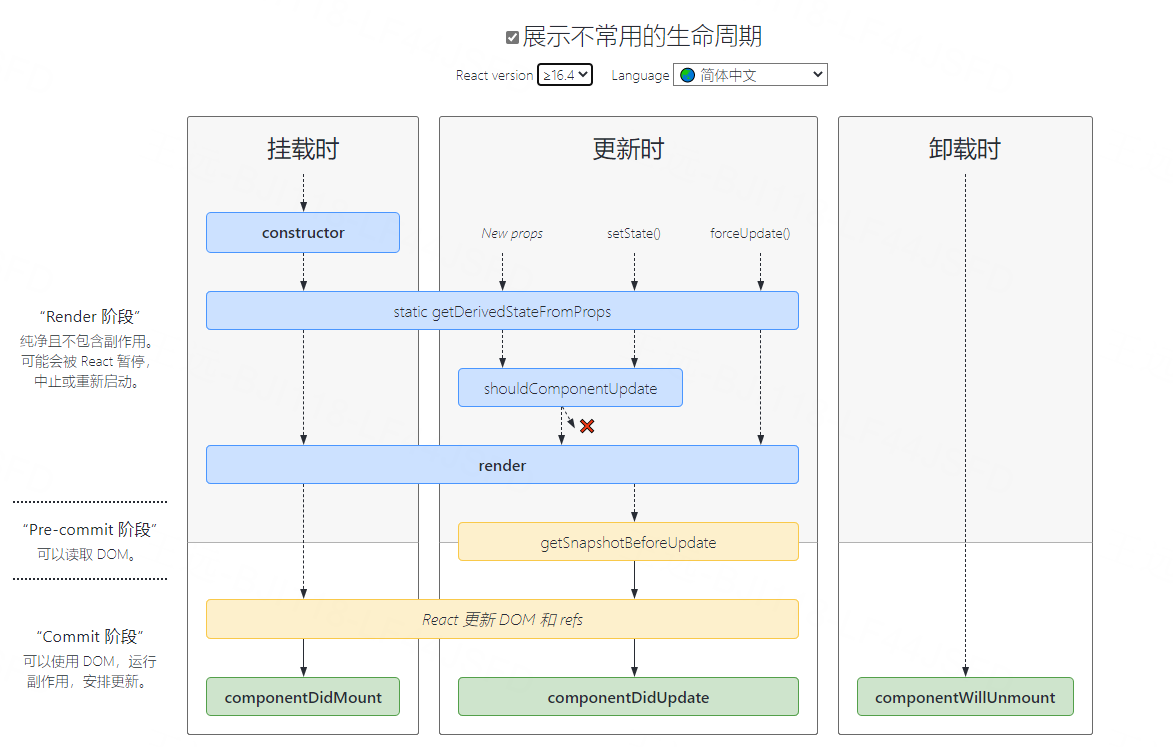 展示不常用的生命周期
React version ≥16.4 Language 简体中文
挂载时 更新时 卸载时
constructor
New props setState() forceUpdate()
static getDerivedStateFromProps
“Render 阶段”
纯净且不包含副作用。
可能会被 React 暂停，
中止或重新启动。
shouldComponentUpdate
render
“Pre-commit 阶段”
可以读取 DOM。
getSnapshotBeforeUpdate
React 更新 DOM 和 refs
“Commit 阶段”
可以使用 DOM，运行
副作用，安排更新。
componentDidMount componentDidUpdate componentWillUnmount